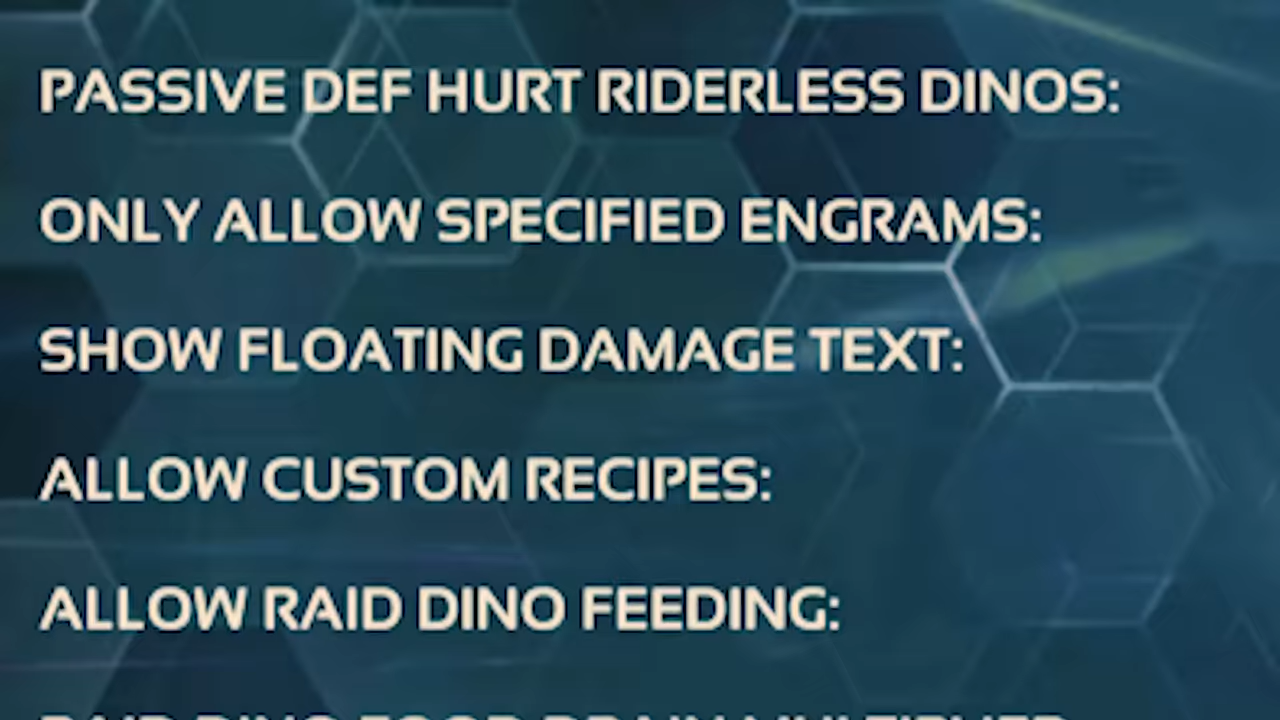 PASSIVE DEF HURT RIDERLESS DINOS:
ONLY ALLOW SPECIFIED ENGRAMS:
SHOW FLOATING DAMAGE TEXT:
ALLOW CUSTOM RECIPES:
ALLOW RAID DINO FEEDING: